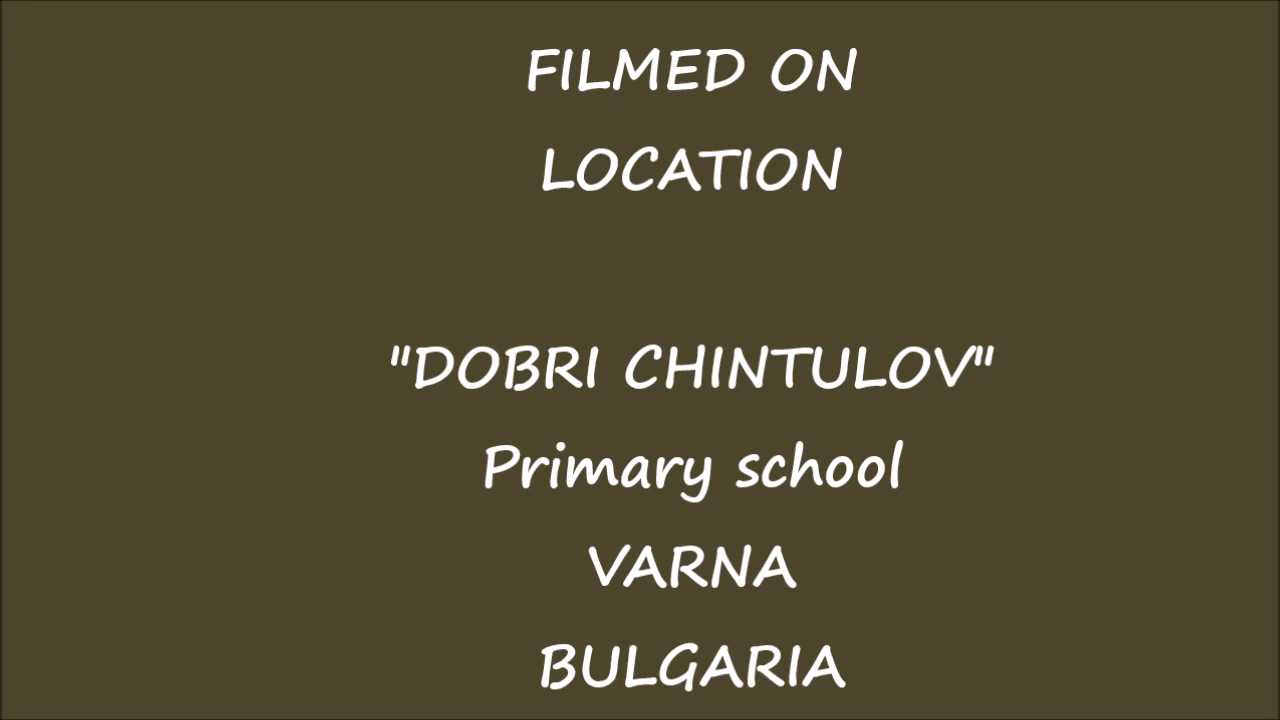 FILMED ON
LOCATION
"DOBRI CHINTULOV"
Primary school
VARNA
BULGARIA